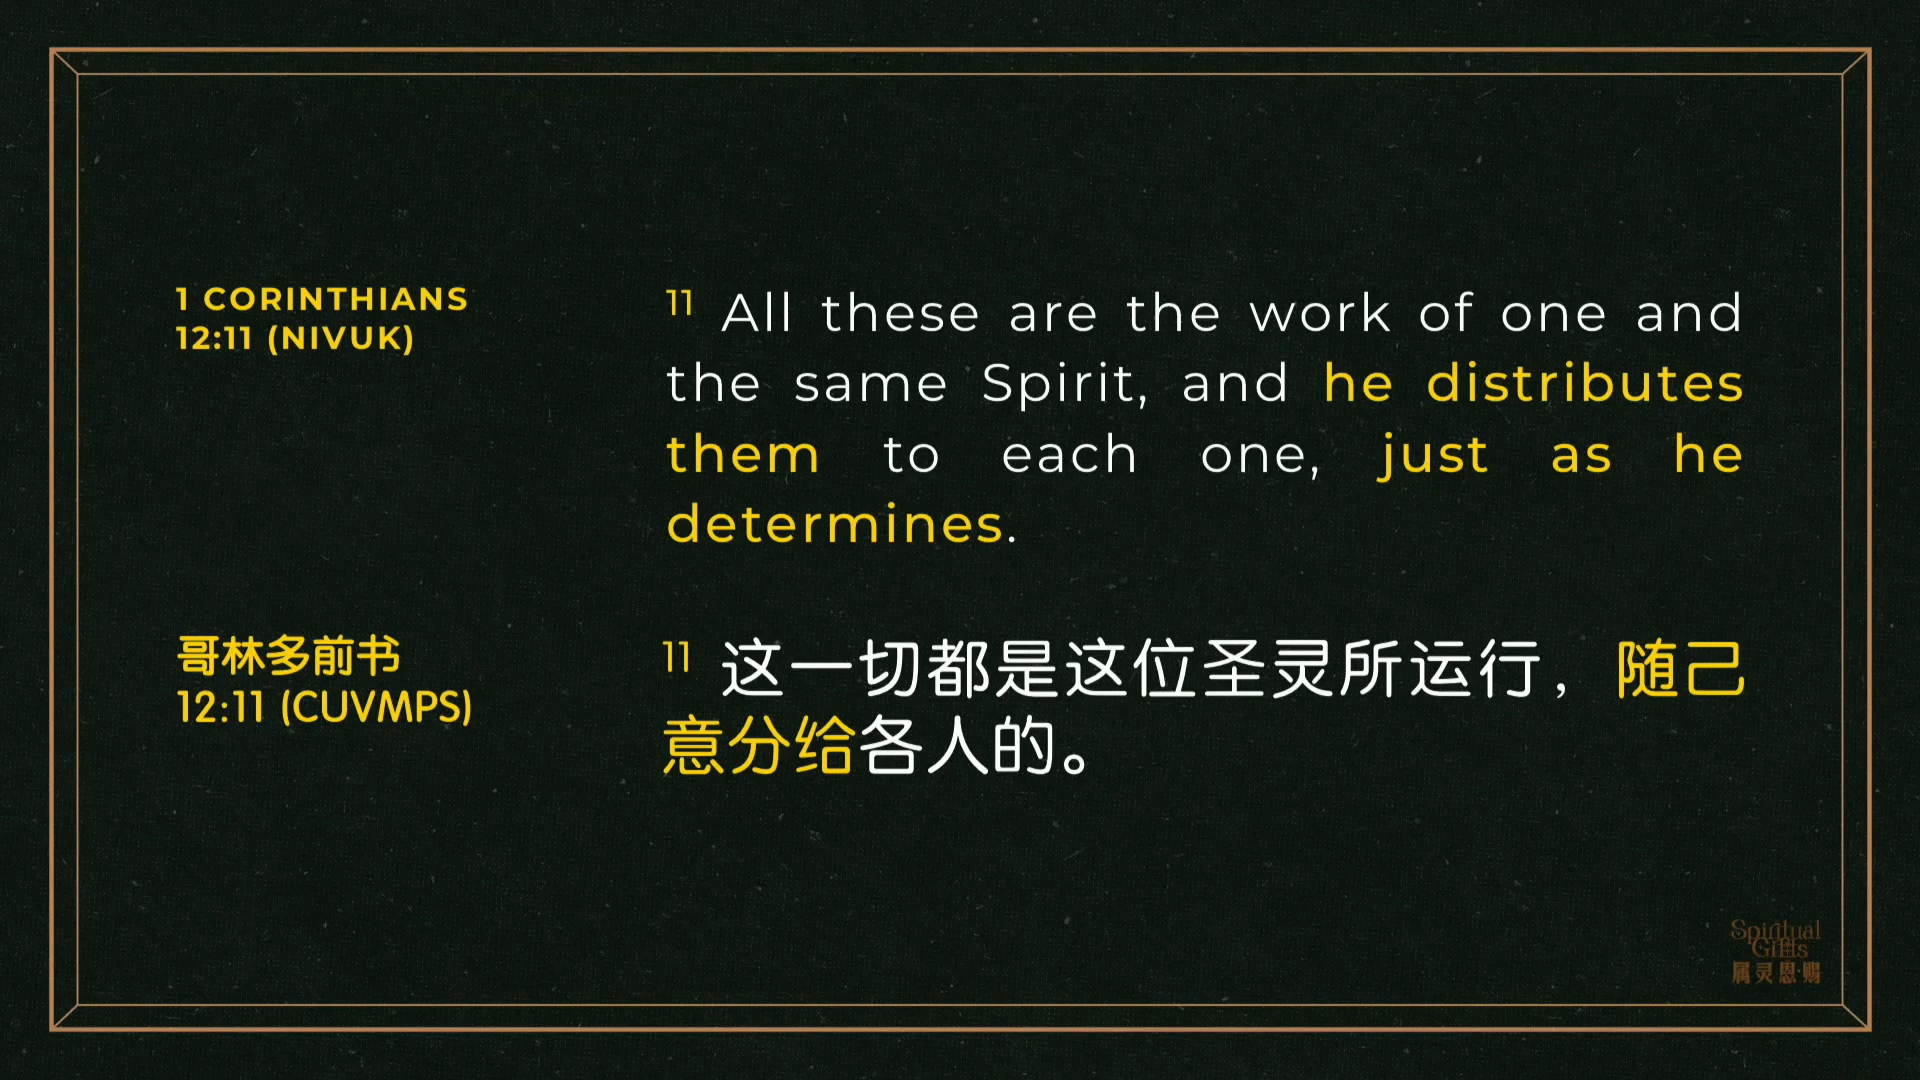 1 CORINTHIANS
12:11 (NIVUK)
11 All these are the work of one and
the same Spirit, and he distributes
them to each one, just as he
determines.
哥林多前书
12:11 (CUVMPS)
11 这一切都是这位圣灵所运行，随己
意分给各人的。
Spiritual
Gifts
属灵恩赐